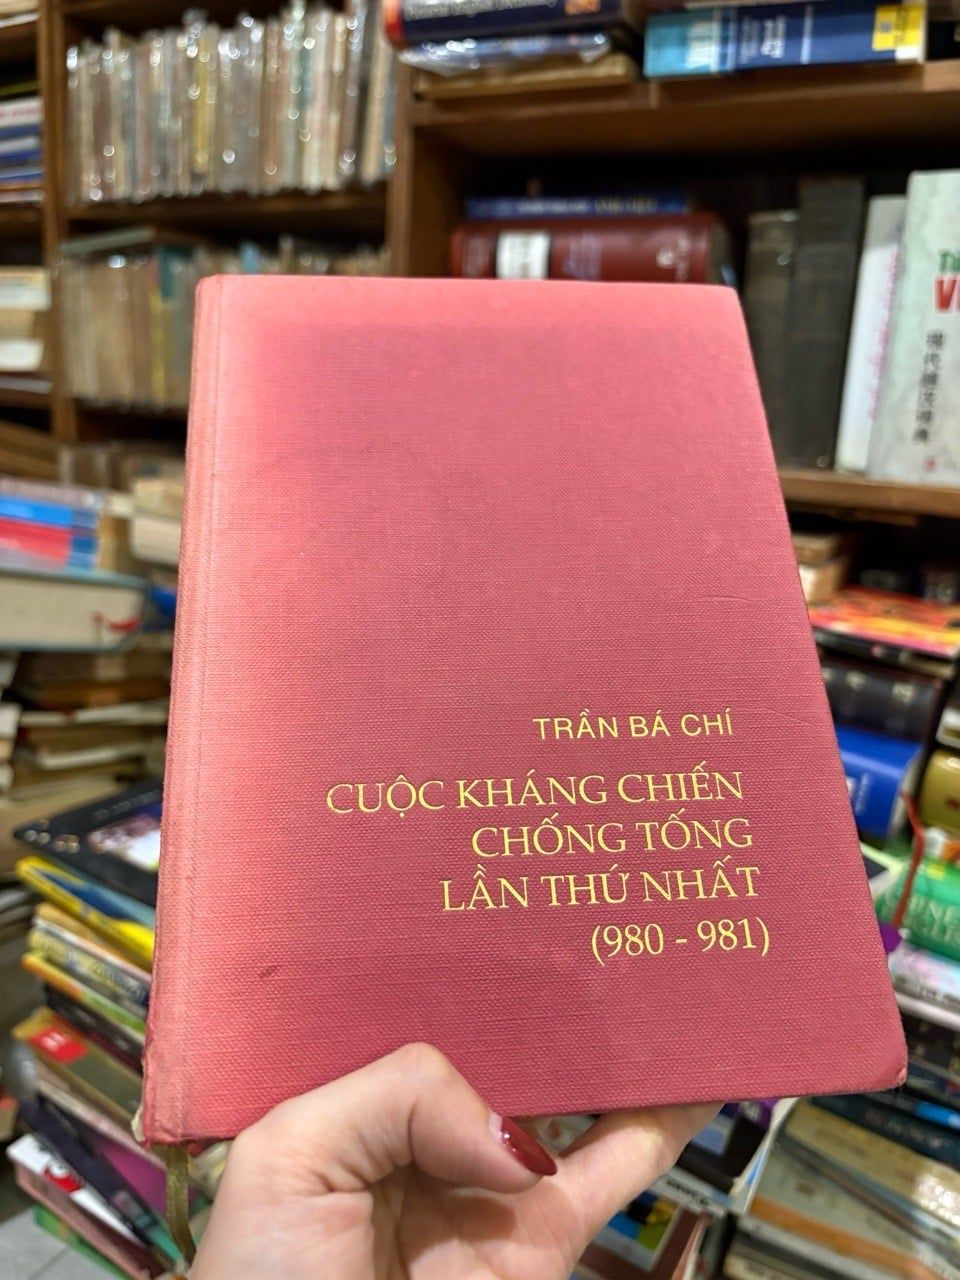 TRẦN BÁ CHÍ
CUỘC KHÁNG CHIẾN
CHỐNG TỐNG
LẦN THỨ NHẤT
(980 - 981)